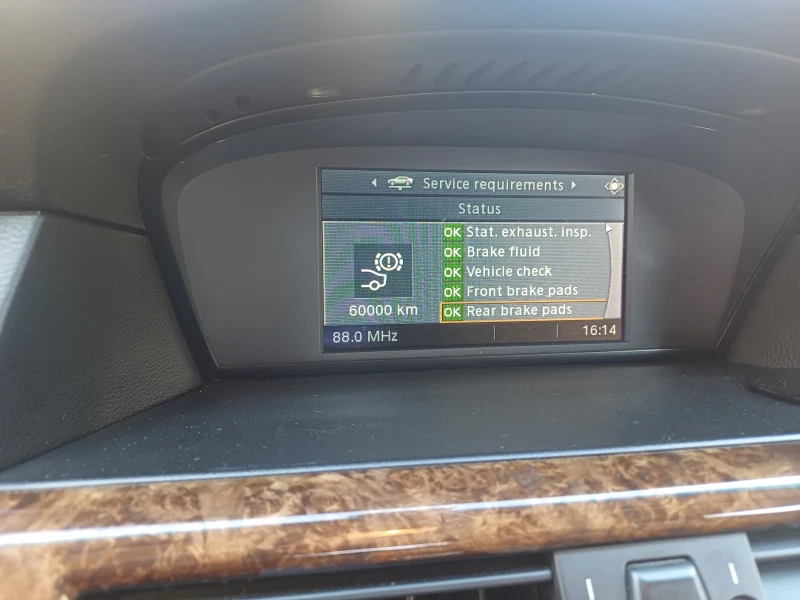 Service requirements
Status
OK Stat. exhaust. insp.
OK Brake fluid
OK Vehicle check
OK Front brake pads
OK Rear brake pads
60000 km
88.0 MHz
16:14